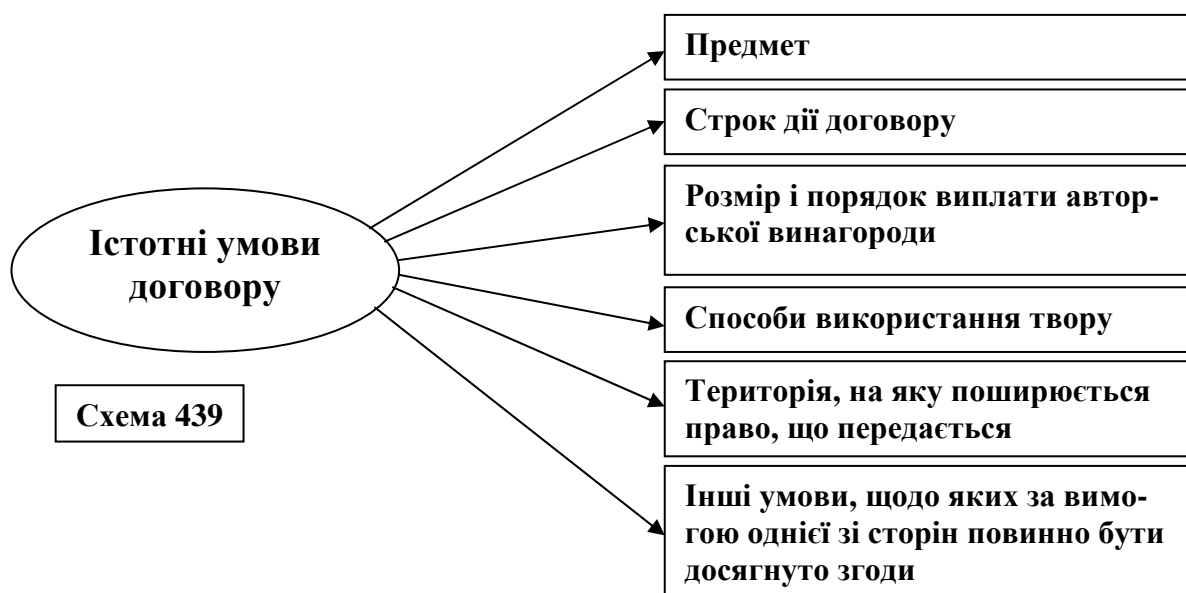 Предмет
Строк дії договору
Розмір і порядок виплати автор-
ської винагороди
Істотні умови
договору
Способи використання твору
Територія, на яку поширюється
право, що передається
Схема 439
Інші умови, щодо яких за вимо-
гою однієї зі сторін повинно бути
досягнуто згоди